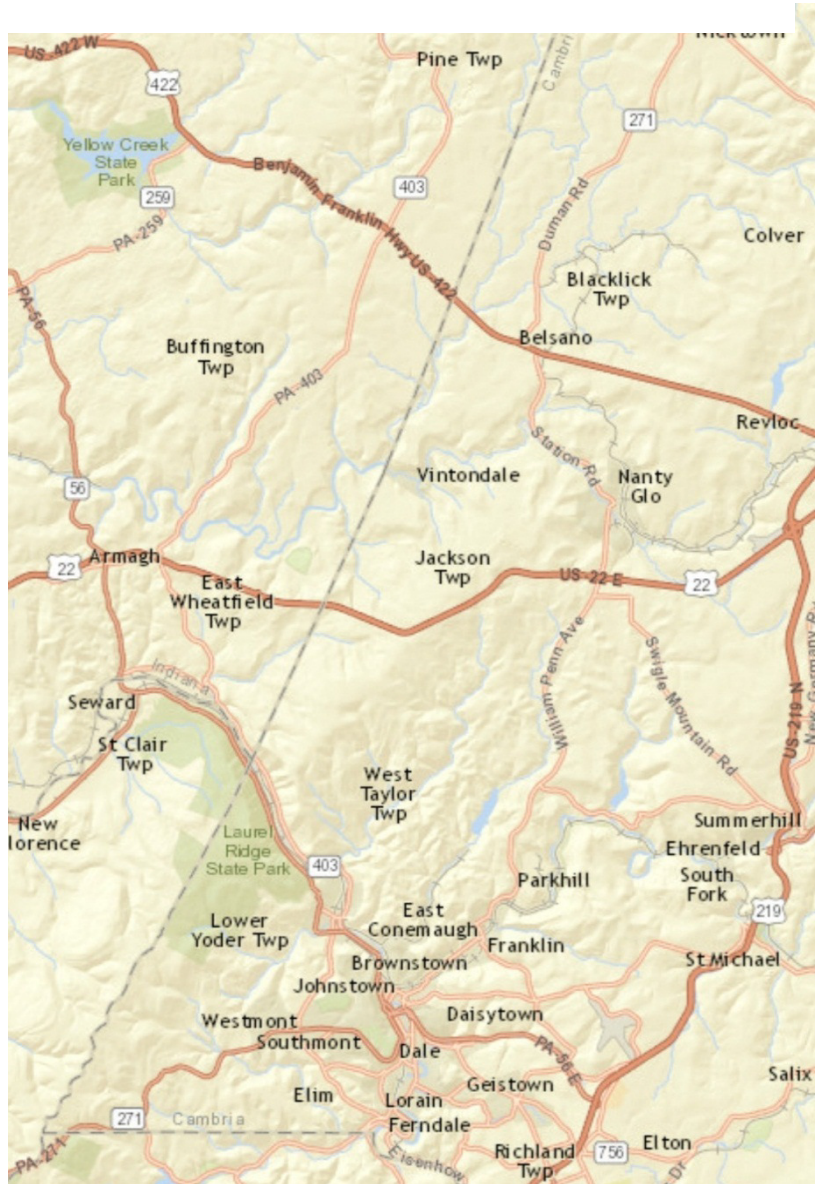 US-422 W
Pine Twp
Nicktown
422
271
Yellow Creek
State
Park
259
Benjamin Franklin Hwy US-422
403
Duman Rd
PA-259
Colver
PA-56
Blacklick
Twp
Belsano
Buffington
Twp
PA-403
Revloc
Station Rd
Vintondale
Nanty
Glo
56
Armagh
22
Jackson
Twp
US-22 E
22
East
Wheatfield
Twp
William Penn Ave
Swigle Mountain Rd
US-219 N
Indiana
Seward
St Clair
Twp
West
Taylor
Twp
New
lorence
Summerhill
Laurel
Ridge
State Park
Ehrenfeld
403
Parkhill
South
Fork
219
Lower
Yoder Twp
East
Conemaugh
Franklin
Brownstown
St Michael
Johnstown
Westmont
Daisytown
Southmont
Dale
PA-56 E
Salix
Elim
Geistown
Lorain
271
Cambria
Ferndale
Richland
Twp
756
Elton
PA-271
Eisenhow
Dr